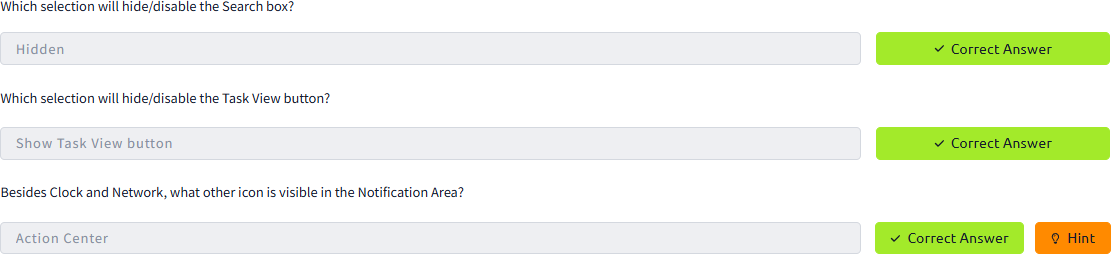 Which selection will hide/disable the Search box?
Hidden
Correct Answer
Which selection will hide/disable the Task View button?
Show Task View button
Correct Answer
Besides Clock and Network, what other icon is visible in the Notification Area?
Action Center
Correct Answer
Hint